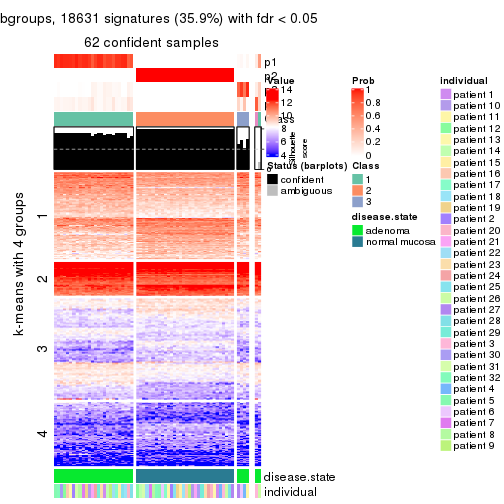 bgroups, 18631 signatures (35.9%) with fdr < 0.05
62 confident samples
p1
p2
Value
14
12
10
8
6
4
silhouette
score
Status (barplots)
confident
ambiguous
Prob
1
0.8
0.6
0.4
0.2
0
Class
1
2
3
disease.state
adenoma
normal mucosa
individual
patient 1
patient 10
patient 11
patient 12
patient 13
patient 14
patient 15
patient 16
patient 17
patient 18
patient 19
patient 2
patient 20
patient 21
patient 22
patient 23
patient 24
patient 25
patient 26
patient 27
patient 28
patient 29
patient 3
patient 30
patient 31
patient 32
patient 4
patient 5
patient 6
patient 7
patient 8
patient 9
k-means with 4 groups
1
2
3
4
disease.state
individual